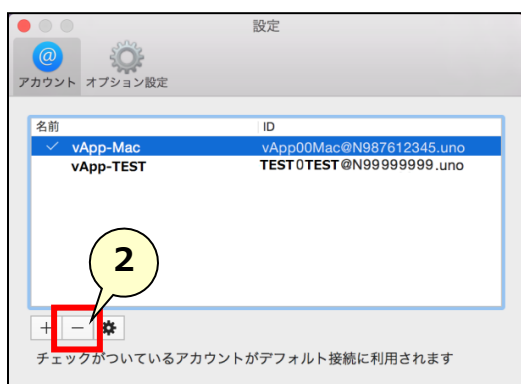 設定
@
アカウント オプション設定
名前 ID
✓ vApp-Mac vApp00Mac@N987612345.uno
vApp-TEST TEST0TEST@N99999999.uno
2
+ −
チェックがついているアカウントがデフォルト接続に利用されます